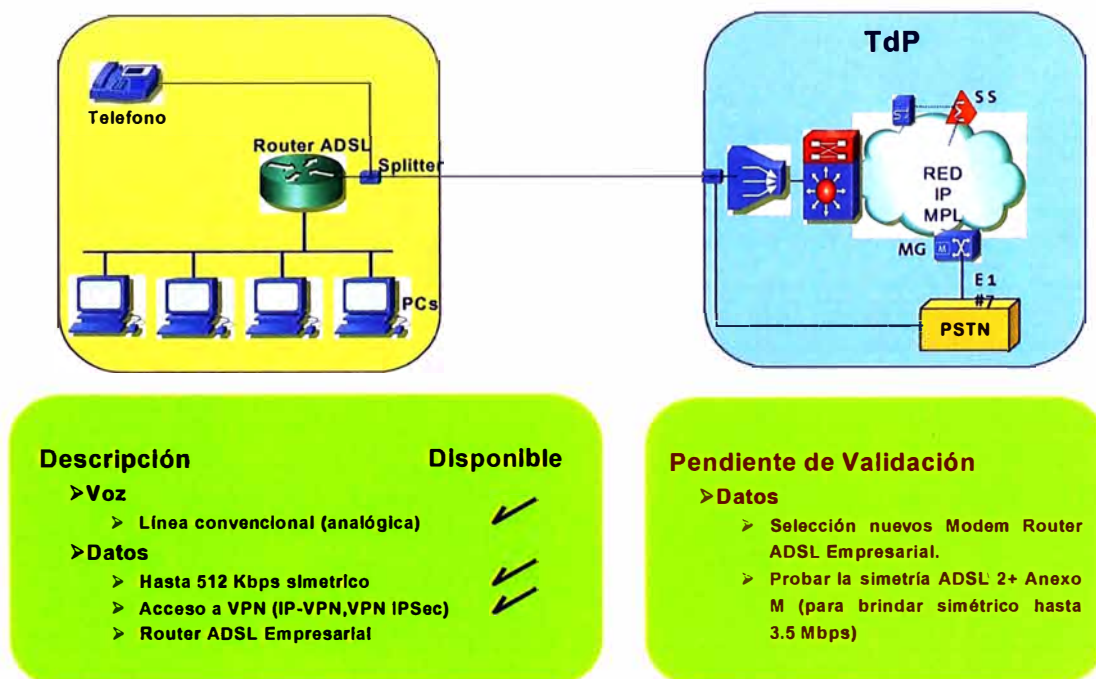 TdP
SS
Telefono
Router ADSL
Splitter
RED
IP
MPL
MG
M
E1
#7
PCs
PSTN
Descripción Disponible
➢Voz
➢ Línea convencional (analógica)
➢Datos
➢ Hasta 512 Kbps simetrico
➢ Acceso a VPN (IP-VPN,VPN IPSec)
➢ Router ADSL Empresarial
Pendiente de Validación
➢Datos
➢ Selección nuevos Modem Router
ADSL Empresarial.
➢ Probar la simetría ADSL 2+ Anexo
M (para brindar simétrico hasta
3.5 Mbps)